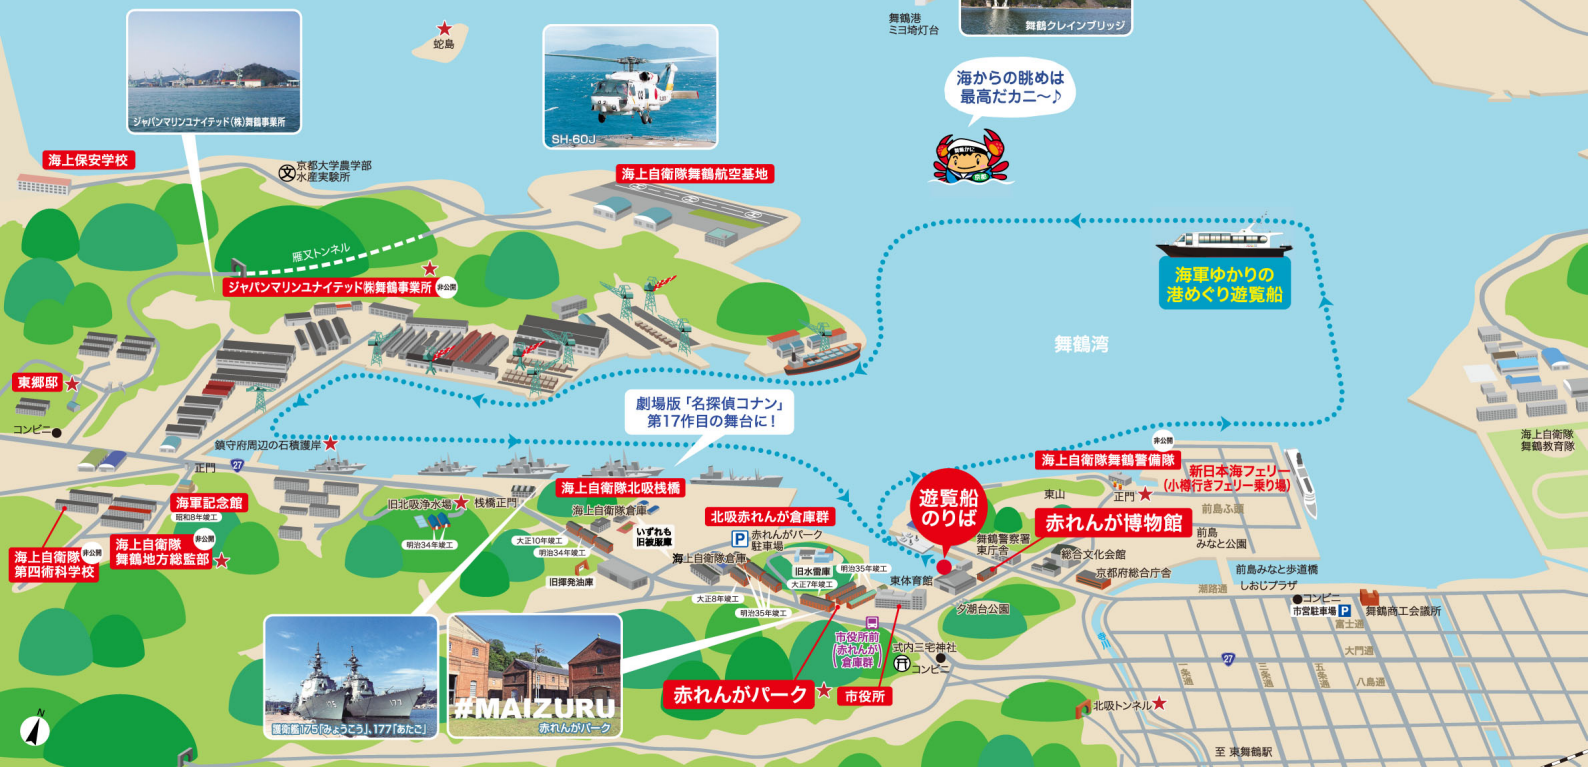 舞鶴港
ミヨ埼灯台
舞鶴クレインブリッジ
蛇島
海からの眺めは
最高だカニ〜♪
ジャパンマリンユナイテッド(株)舞鶴事業所
SH-60J
海上保安学校
京都大学農学部
水産実験所
海上自衛隊舞鶴航空基地
雁又トンネル
ジャパンマリンユナイテッド㈱舞鶴事業所
非公開
海軍ゆかりの
港めぐり遊覧船
舞鶴湾
東郷邸
コンビニ
劇場版「名探偵コナン」
第17作目の舞台に!
鎮守府周辺の石積護岸
正門
27
海上自衛隊
舞鶴教育隊
非公開
海上自衛隊舞鶴警備隊
新日本海フェリー
(小樽行きフェリー乗り場)
東山
正門
前島ふ頭
海軍記念館
昭和8年竣工
旧北吸浄水場
明治34年竣工
桟橋正門
海上自衛隊北吸桟橋
海上自衛隊倉庫
大正10年竣工
明治34年竣工
いずれも
旧被服庫
北吸赤れんが倉庫群
P
赤れんがパーク
駐車場
遊覧船
のりば
赤れんが博物館
舞鶴警察署
東庁舎
総合文化会館
前島
みなと公園
非公開
海上自衛隊
第四術科学校
非公開
海上自衛隊
舞鶴地方総監部
旧揮発油庫
海上自衛隊倉庫
旧水雷庫
大正7年竣工
明治35年竣工
大正8年竣工
明治35年竣工
東体育館
京都府総合庁舎
前島みなと歩道橋
しおじプラザ
潮路通
コンビニ
市営駐車場
P
舞鶴商工会議所
富士通
夕潮台公園
市役所前
(赤れんが
倉庫群)
式内三宅神社
コンビニ
27
大門通
八島通
一条通
三条通
五条通
赤れんがパーク
市役所
北吸トンネル
至 東舞鶴駅
護衛艦175「みょうこう」、177「あたご」
#MAIZURU
赤れんがパーク
N